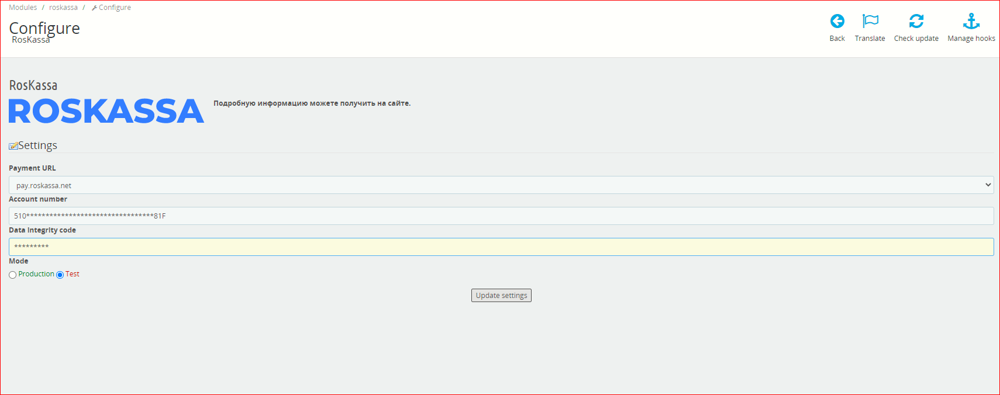 Modules / roskassa / Configure
Configure
RosKassa
Back Translate Check update Manage hooks
RosKassa
ROSKASSA Подробную информацию можете получить на сайте.
Settings
Payment URL
pay.roskassa.net
Account number
510*********************************81F
Data integrity code
*********
Mode
Production Test
Update settings